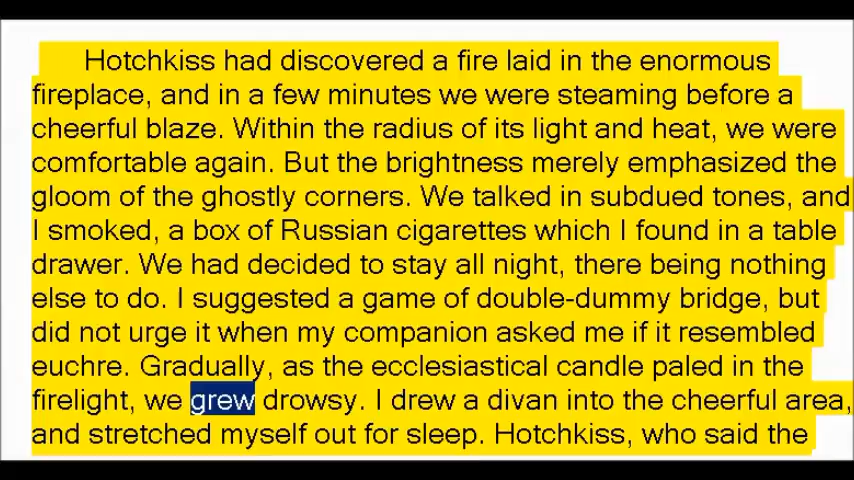 Hotchkiss had discovered a fire laid in the enormous
fireplace, and in a few minutes we were steaming before a
cheerful blaze. Within the radius of its light and heat, we were
comfortable again. But the brightness merely emphasized the
gloom of the ghostly corners. We talked in subdued tones, and
I smoked, a box of Russian cigarettes which I found in a table
drawer. We had decided to stay all night, there being nothing
else to do. I suggested a game of double-dummy bridge, but
did not urge it when my companion asked me if it resembled
euchre. Gradually, as the ecclesiastical candle paled in the
firelight, we grew drowsy. I drew a divan into the cheerful area,
and stretched myself out for sleep. Hotchkiss, who said the